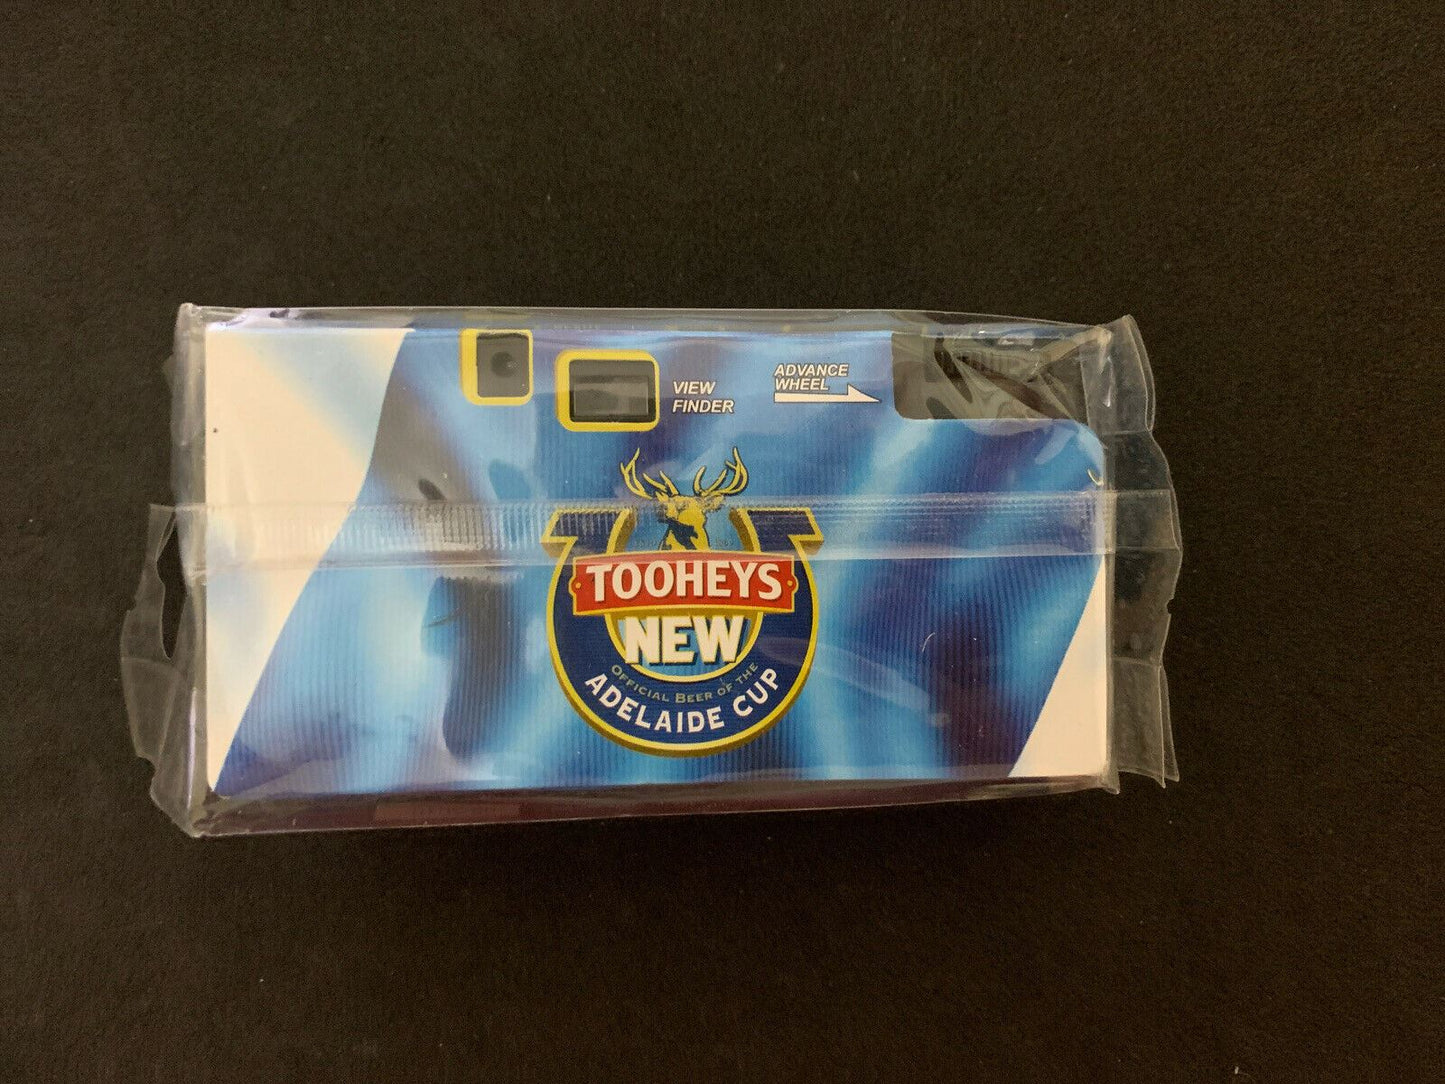 VIEW
FINDER
ADVANCE
WHEEL
TOOHEYS
NEW
OFFICIAL BEER OF THE
ADELAIDE CUP